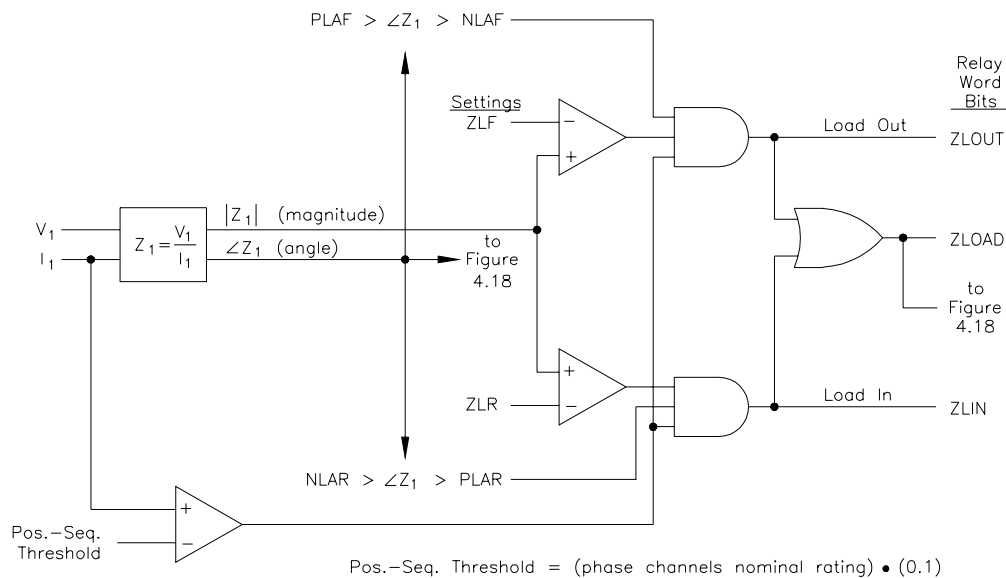 PLAF > ∠Z₁ > NLAF
Relay
Word
Bits
Settings
ZLF
−
+
Load Out
ZLOUT
V₁
I₁
Z₁ = V₁/I₁
|Z₁| (magnitude)
∠Z₁ (angle)
to
Figure
4.18
ZLOAD
to
Figure
4.18
+
−
ZLR
Load In
ZLIN
NLAR > ∠Z₁ > PLAR
+
−
Pos.–Seq.
Threshold
Pos.–Seq. Threshold = (phase channels nominal rating) • (0.1)